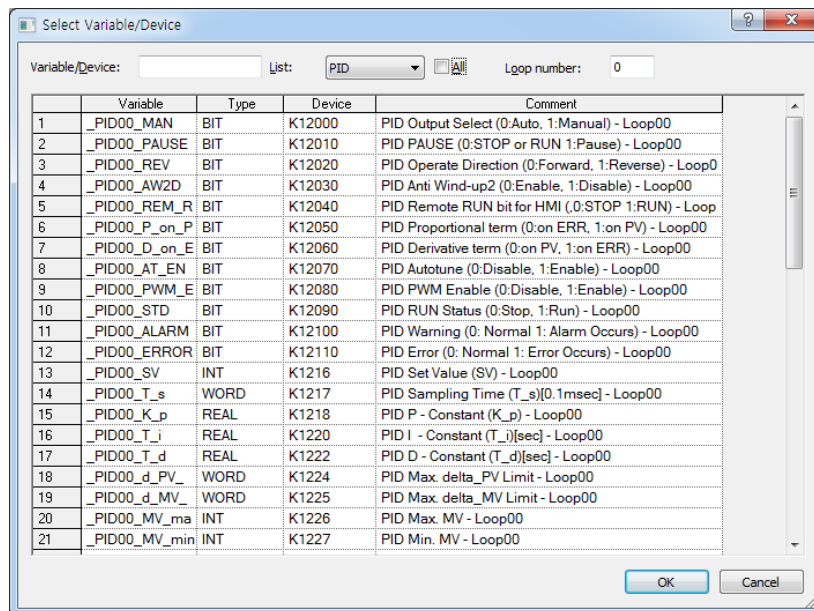 Select Variable/Device
Variable/Device: List: PID All Loop number: 0
Variable Type Device Comment
1 _PID00_MAN BIT K12000 PID Output Select (0:Auto, 1:Manual) - Loop00
2 _PID00_PAUSE BIT K12010 PID PAUSE (0:STOP or RUN 1:Pause) - Loop00
3 _PID00_REV BIT K12020 PID Operate Direction (0:Forward, 1:Reverse) - Loop0
4 _PID00_AW2D BIT K12030 PID Anti Wind-up2 (0:Enable, 1:Disable) - Loop00
5 _PID00_REM_R BIT K12040 PID Remote RUN bit for HMI (,0:STOP 1:RUN) - Loop
6 _PID00_P_on_P BIT K12050 PID Proportional term (0:on ERR, 1:on PV) - Loop00
7 _PID00_D_on_E BIT K12060 PID Derivative term (0:on PV, 1:on ERR) - Loop00
8 _PID00_AT_EN BIT K12070 PID Autotune (0:Disable, 1:Enable) - Loop00
9 _PID00_PWM_E BIT K12080 PID PWM Enable (0:Disable, 1:Enable) - Loop00
10 _PID00_STD BIT K12090 PID RUN Status (0:Stop, 1:Run) - Loop00
11 _PID00_ALARM BIT K12100 PID Warning (0: Normal 1: Alarm Occurs) - Loop00
12 _PID00_ERROR BIT K12110 PID Error (0: Normal 1: Error Occurs) - Loop00
13 _PID00_SV INT K1216 PID Set Value (SV) - Loop00
14 _PID00_T_s WORD K1217 PID Sampling Time (T_s)[0.1msec] - Loop00
15 _PID00_K_p REAL K1218 PID P - Constant (K_p) - Loop00
16 _PID00_T_i REAL K1220 PID I - Constant (T_i)[sec] - Loop00
17 _PID00_T_d REAL K1222 PID D - Constant (T_d)[sec] - Loop00
18 _PID00_d_PV_ WORD K1224 PID Max. delta_PV Limit - Loop00
19 _PID00_d_MV_ WORD K1225 PID Max. delta_MV Limit - Loop00
20 _PID00_MV_ma INT K1226 PID Max. MV - Loop00
21 _PID00_MV_min INT K1227 PID Min. MV - Loop00
OK Cancel